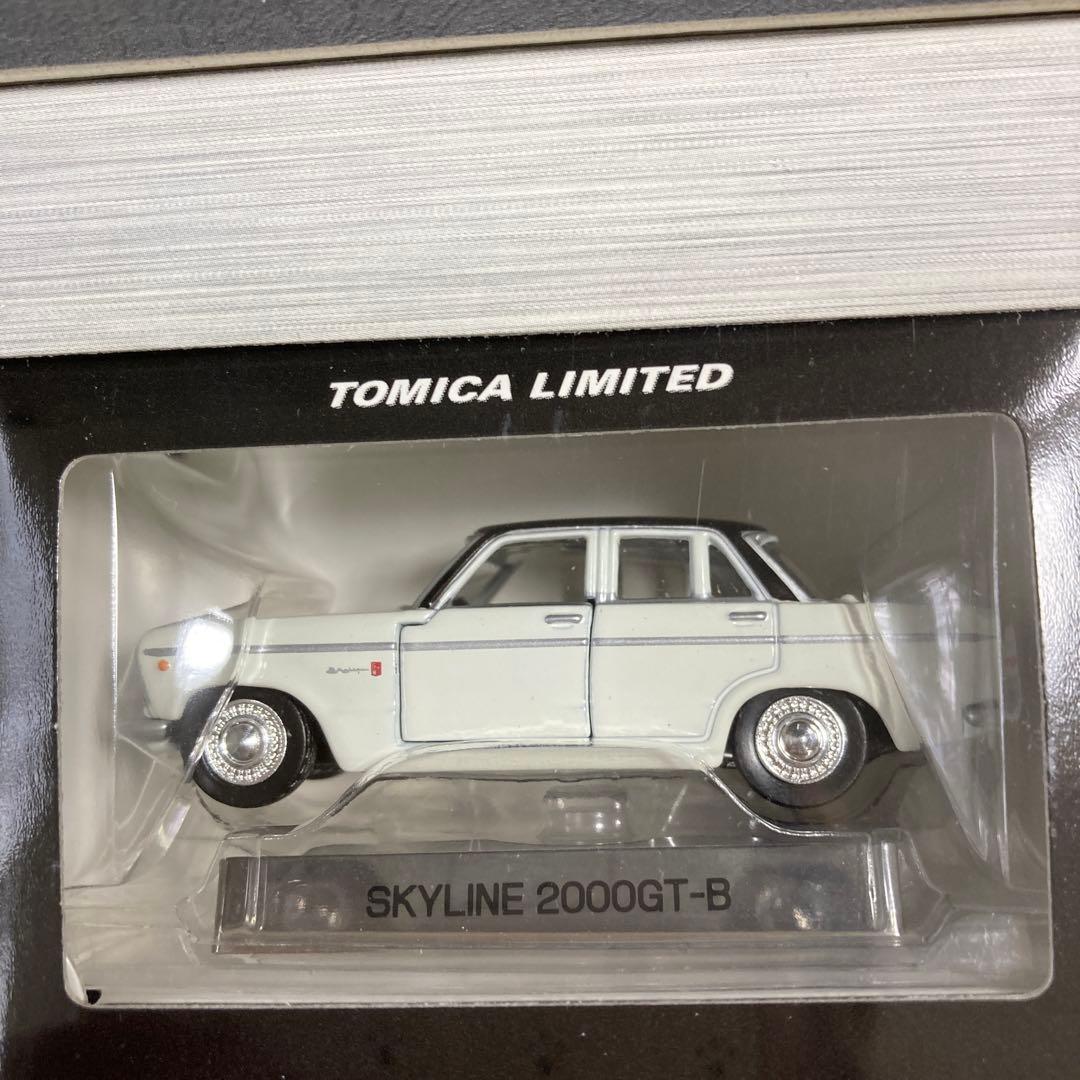 TOMICA LIMITED
SKYLINE 2000GT-B